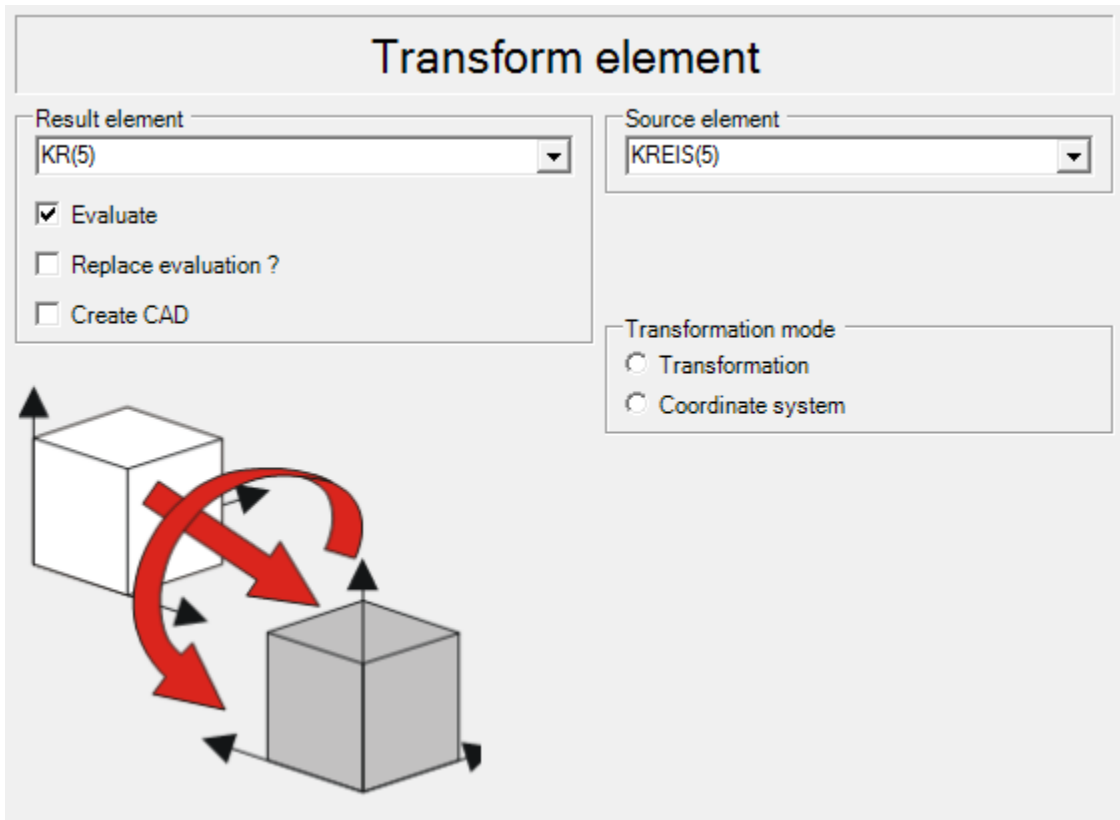 Transform element
Result element
KR(5)
Evaluate
Replace evaluation ?
Create CAD
Source element
KREIS(5)
Transformation mode
Transformation
Coordinate system